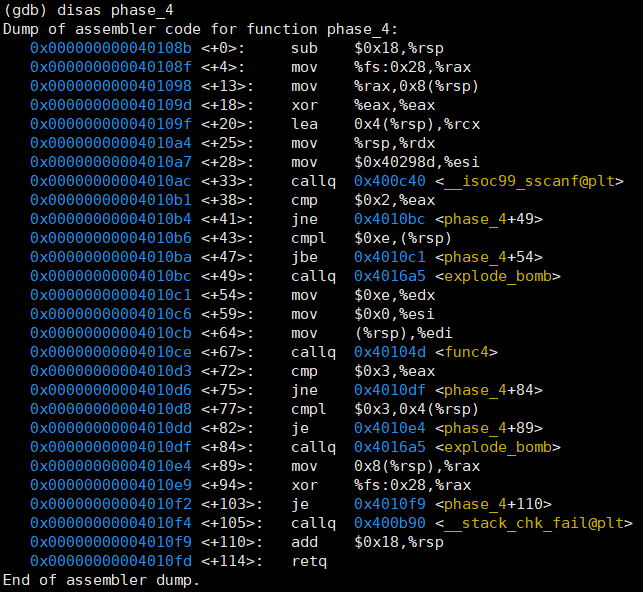 (gdb) disas phase_4
Dump of assembler code for function phase_4:
   0x000000000040108b <+0>:     sub    $0x18,%rsp
   0x000000000040108f <+4>:     mov    %fs:0x28,%rax
   0x0000000000401098 <+13>:    mov    %rax,0x8(%rsp)
   0x000000000040109d <+18>:    xor    %eax,%eax
   0x000000000040109f <+20>:    lea    0x4(%rsp),%rcx
   0x00000000004010a4 <+25>:    mov    %rsp,%rdx
   0x00000000004010a7 <+28>:    mov    $0x40298d,%esi
   0x00000000004010ac <+33>:    callq  0x400c40 <__isoc99_sscanf@plt>
   0x00000000004010b1 <+38>:    cmp    $0x2,%eax
   0x00000000004010b4 <+41>:    jne    0x4010bc <phase_4+49>
   0x00000000004010b6 <+43>:    cmpl   $0xe,(%rsp)
   0x00000000004010ba <+47>:    jbe    0x4010c1 <phase_4+54>
   0x00000000004010bc <+49>:    callq  0x4016a5 <explode_bomb>
   0x00000000004010c1 <+54>:    mov    $0xe,%edx
   0x00000000004010c6 <+59>:    mov    $0x0,%esi
   0x00000000004010cb <+64>:    mov    (%rsp),%edi
   0x00000000004010ce <+67>:    callq  0x40104d <func4>
   0x00000000004010d3 <+72>:    cmp    $0x3,%eax
   0x00000000004010d6 <+75>:    jne    0x4010df <phase_4+84>
   0x00000000004010d8 <+77>:    cmpl   $0x3,0x4(%rsp)
   0x00000000004010dd <+82>:    je     0x4010e4 <phase_4+89>
   0x00000000004010df <+84>:    callq  0x4016a5 <explode_bomb>
   0x00000000004010e4 <+89>:    mov    0x8(%rsp),%rax
   0x00000000004010e9 <+94>:    xor    %fs:0x28,%rax
   0x00000000004010f2 <+103>:   je     0x4010f9 <phase_4+110>
   0x00000000004010f4 <+105>:   callq  0x400b90 <__stack_chk_fail@plt>
   0x00000000004010f9 <+110>:   add    $0x18,%rsp
   0x00000000004010fd <+114>:   retq
End of assembler dump.